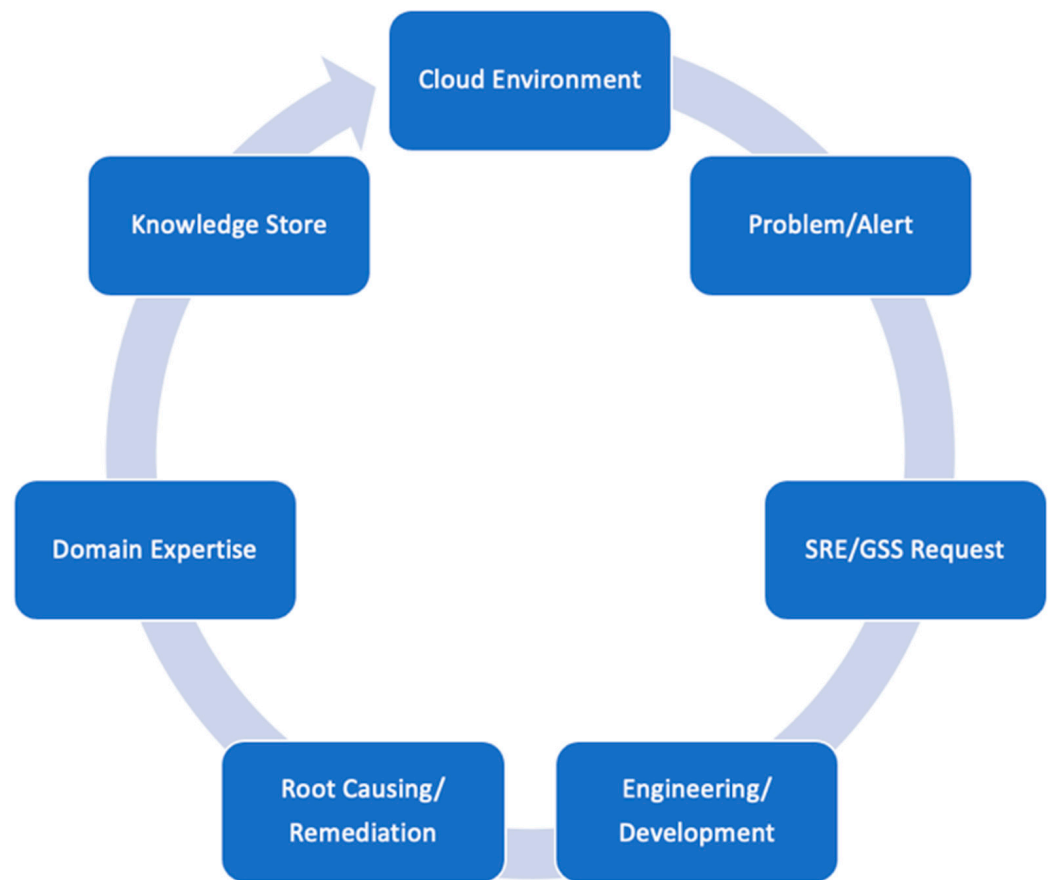 Cloud Environment
Problem/Alert
SRE/GSS Request
Engineering/
Development
Root Causing/
Remediation
Domain Expertise
Knowledge Store